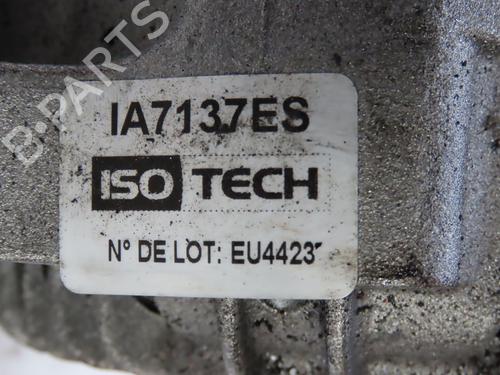 IA7137ES
ISO TECH
N° DE LOT: EU4423
B-PARTS